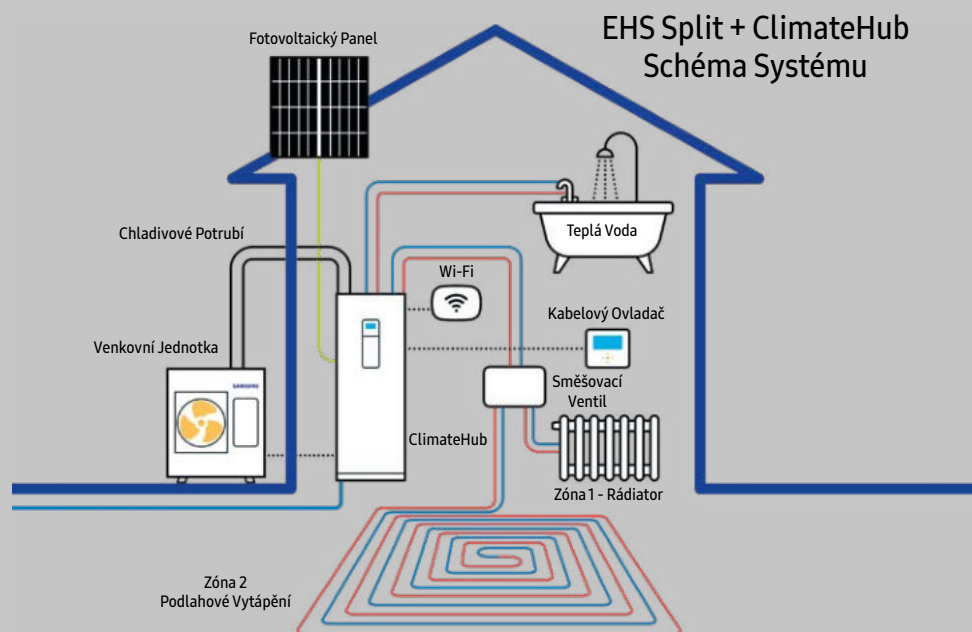 EHS Split + ClimateHub
Schéma Systému
Fotovoltaický Panel
Chladivové Potrubí
Teplá Voda
Wi-Fi
Kabelový Ovladač
Venkovní Jednotka
SAMSUNG
Směšovací
Ventil
ClimateHub
Zóna 1 - Rádiator
Zóna 2
Podlahové Vytápění